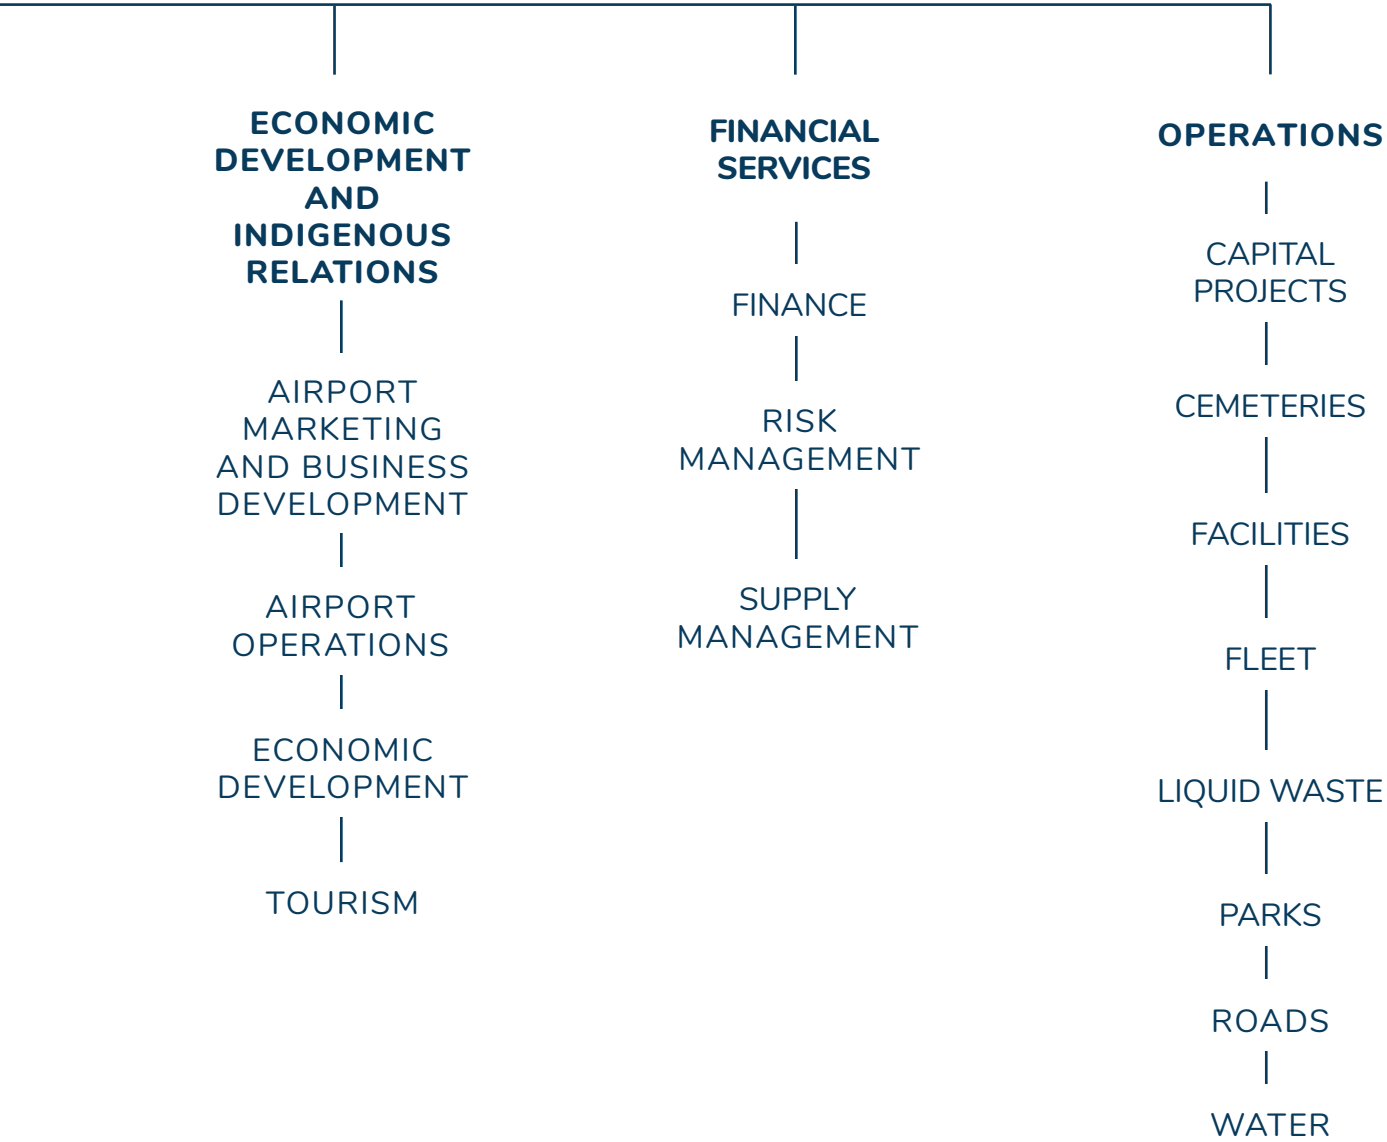 ECONOMIC
DEVELOPMENT
AND
INDIGENOUS
RELATIONS
AIRPORT
MARKETING
AND BUSINESS
DEVELOPMENT
AIRPORT
OPERATIONS
ECONOMIC
DEVELOPMENT
TOURISM
FINANCIAL
SERVICES
FINANCE
RISK
MANAGEMENT
SUPPLY
MANAGEMENT
OPERATIONS
CAPITAL
PROJECTS
CEMETERIES
FACILITIES
FLEET
LIQUID WASTE
PARKS
ROADS
WATER